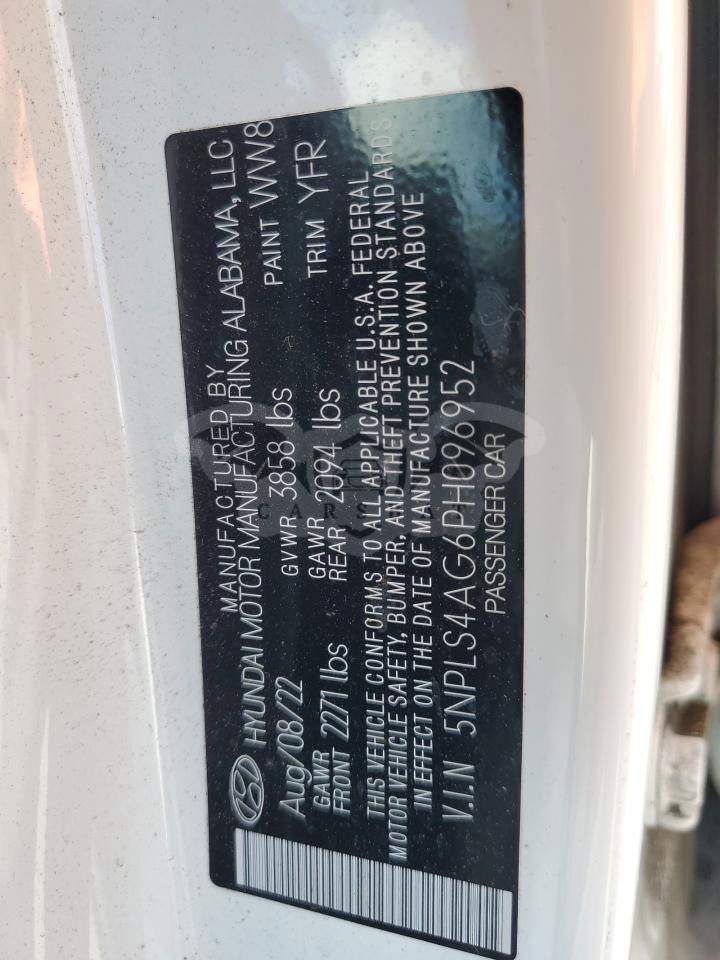 MANUFACTURED BY
HYUNDAI MOTOR MANUFACTURING ALABAMA, LLC
Aug/08/22 GVWR 3858 lbs PAINT WW8
GAWR FRONT 2271 lbs GAWR REAR 2094 lbs TRIM YFR
THIS VEHICLE CONFORMS TO ALL APPLICABLE U.S.A. FEDERAL
MOTOR VEHICLE SAFETY, BUMPER, AND THEFT PREVENTION STANDARDS
IN EFFECT ON THE DATE OF MANUFACTURE SHOWN ABOVE
V.I.N 5NPLS4AG6PH096952
PASSENGER CAR